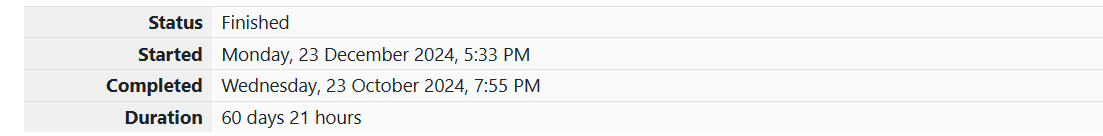 Status Finished
Started Monday, 23 December 2024, 5:33 PM
Completed Wednesday, 23 October 2024, 7:55 PM
Duration 60 days 21 hours